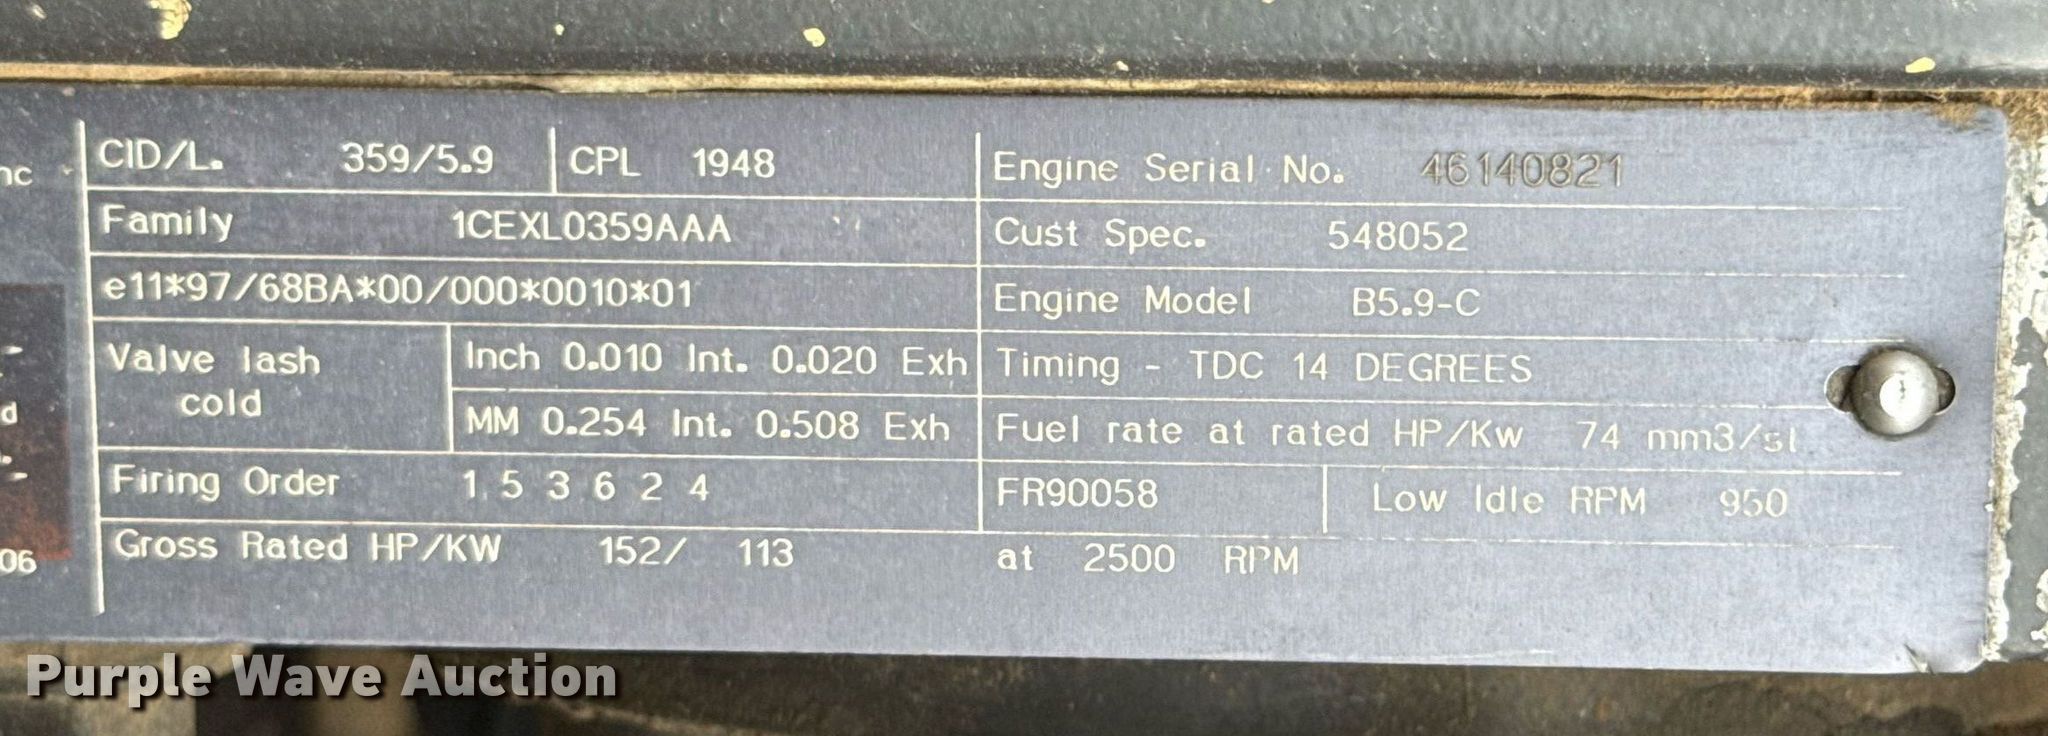 CID/L. 359/5.9 CPL 1948
Engine Serial No. 46140821
Family 1CEXL0359AAA
Cust Spec. 548052
e11*97/68BA*00/000*0010*01
Engine Model B5.9-C
Valve lash cold
Inch 0.010 Int. 0.020 Exh
MM 0.254 Int. 0.508 Exh
Timing - TDC 14 DEGREES
Fuel rate at rated HP/Kw 74 mm3/st
Firing Order 1 5 3 6 2 4
FR90058
Low Idle RPM 950
Gross Rated HP/KW 152/ 113 at 2500 RPM
06
Purple Wave Auction